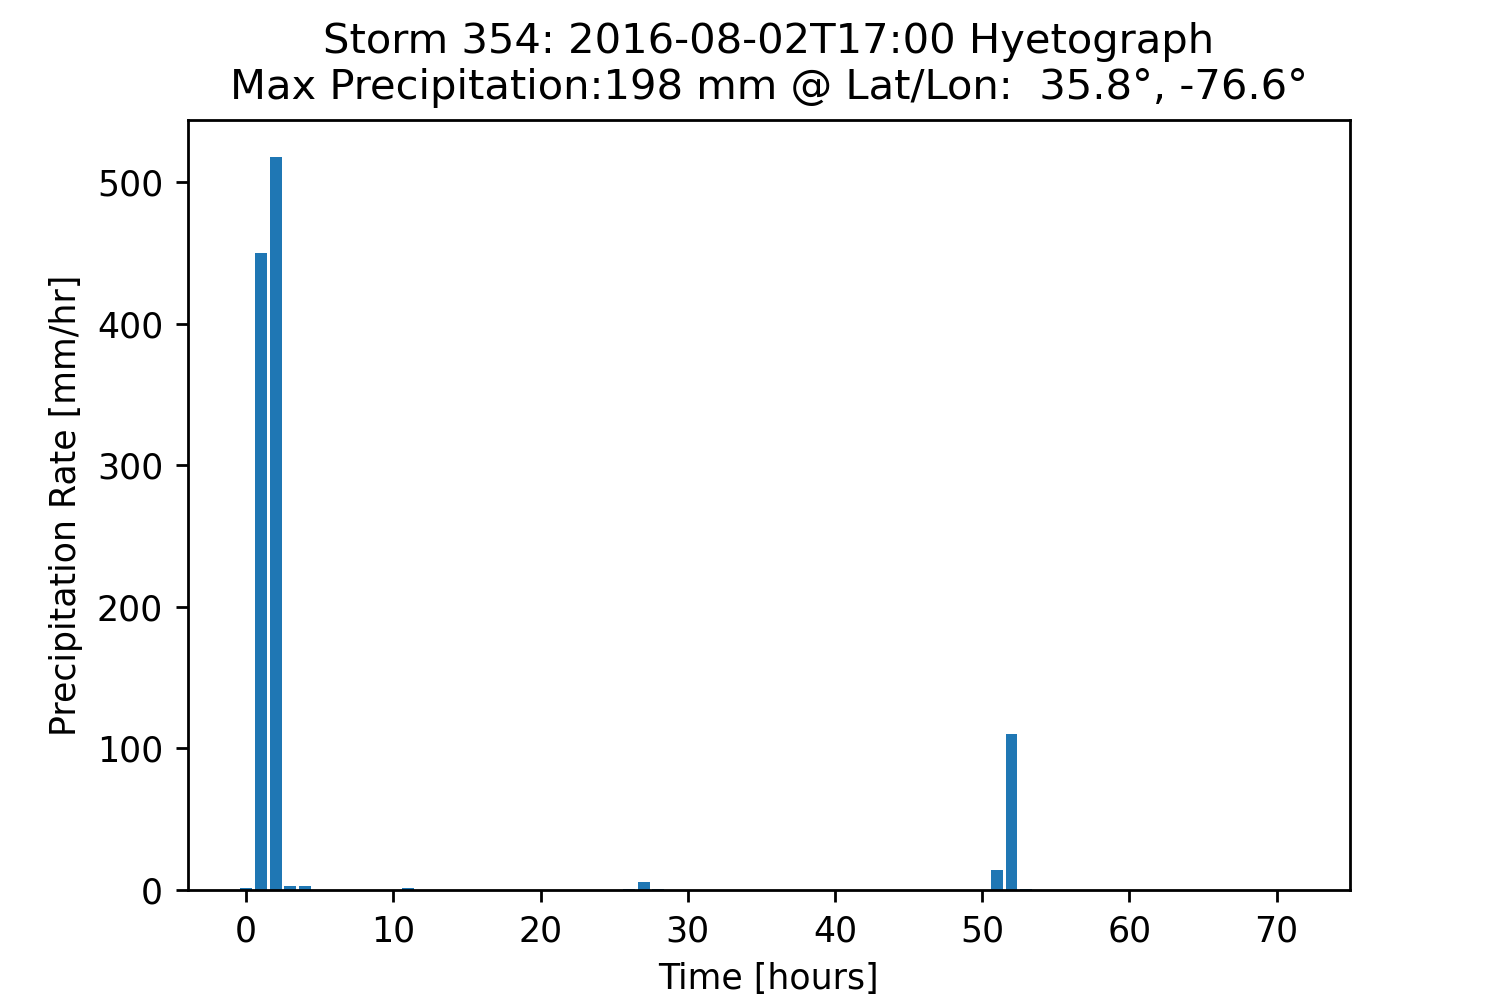 Storm 354: 2016-08-02T17:00 Hyetograph
Max Precipitation:198 mm @ Lat/Lon:  35.8°, -76.6°
Precipitation Rate [mm/hr]
500
400
300
200
100
0
0 10 20 30 40 50 60 70
Time [hours]